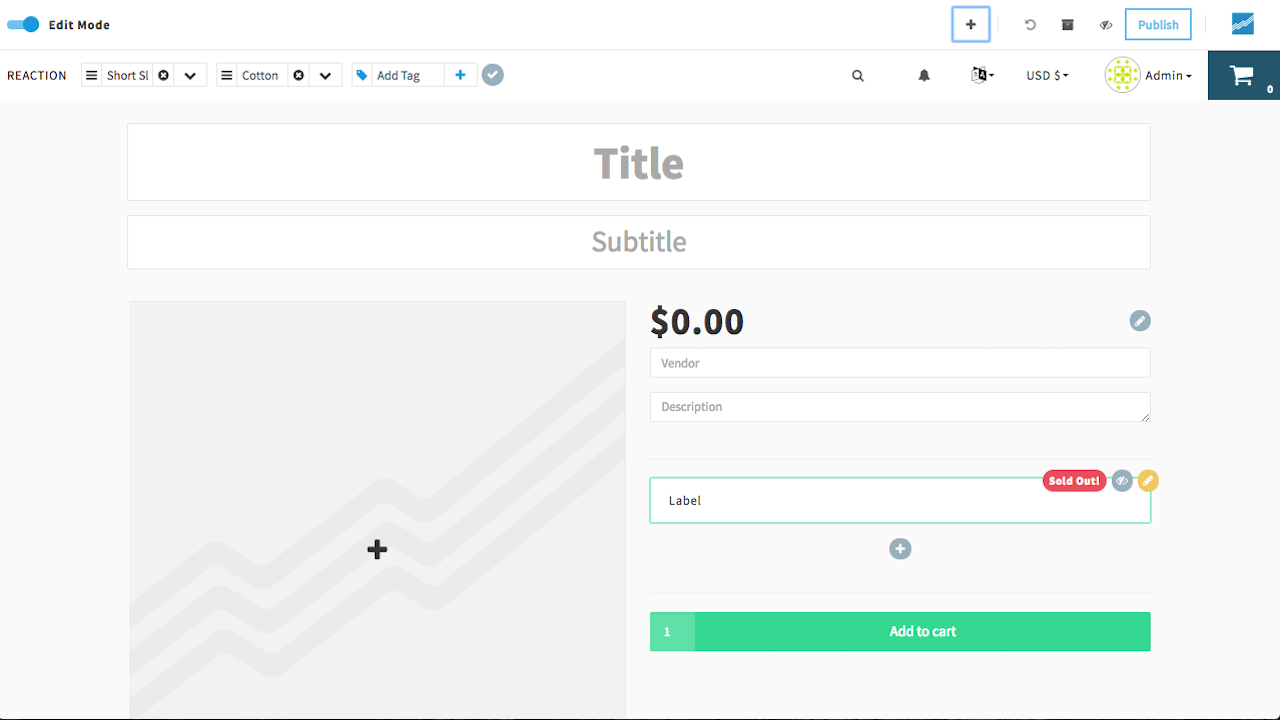 Edit Mode
Publish
REACTION Short Sl Cotton Add Tag USD $ Admin 0
Title
Subtitle
$0.00
Vendor
Description
Sold Out!
Label
1 Add to cart